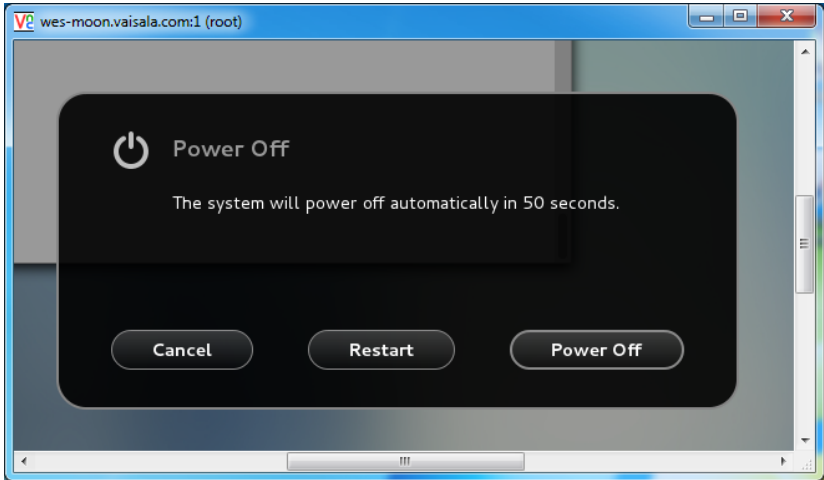 V2 wes-moon.vaisala.com:1 (root)
Power Off
The system will power off automatically in 50 seconds.
Cancel Restart Power Off